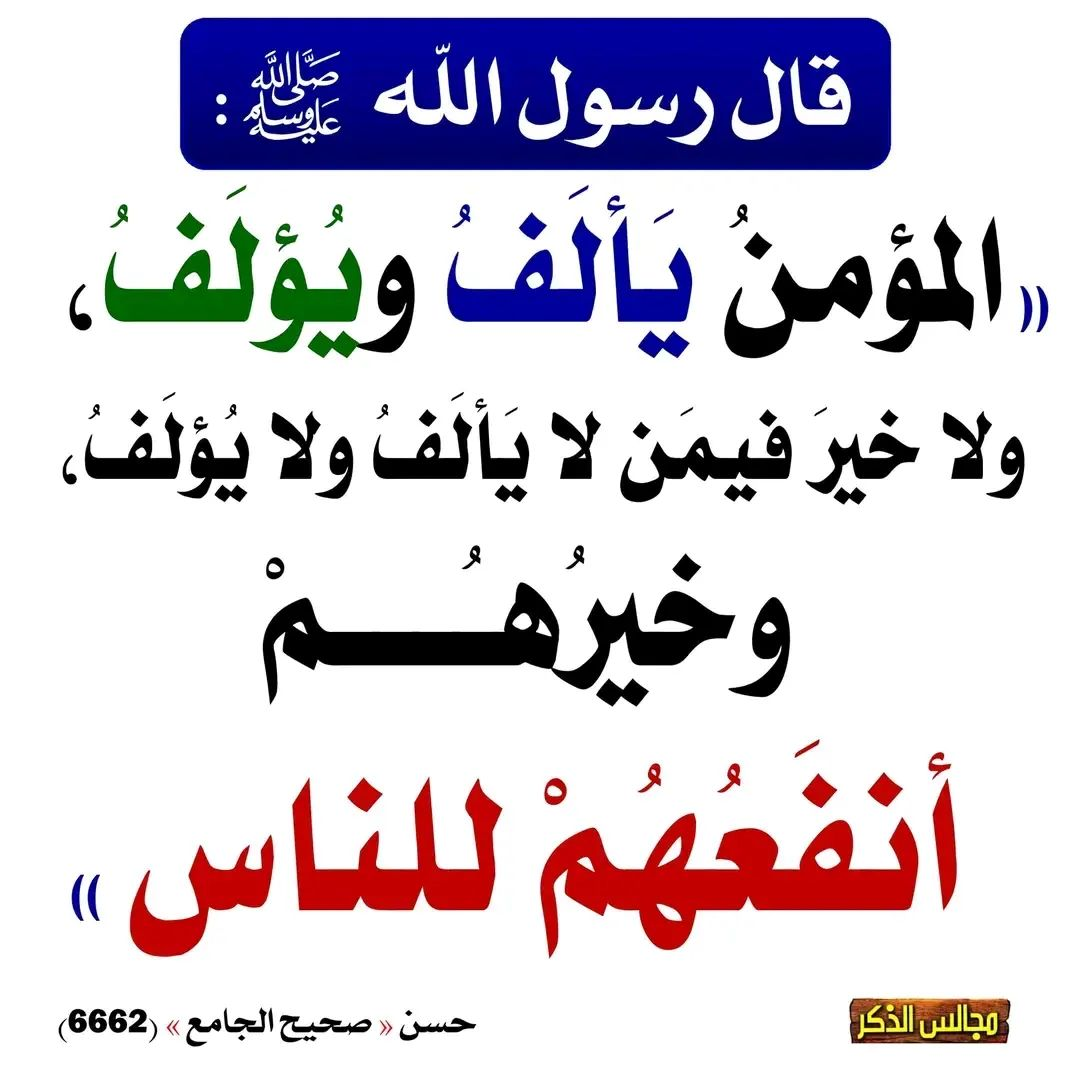 قال رسول الله ﷺ :
(( المؤمنُ يَألَفُ ويُؤلَفُ،
ولا خيرَ فيمَن لا يَألَفُ ولا يُؤلَفُ،
وخيرُهُـــمْ
أنفَعُهُمْ للناس ))
حسن « صحيح الجامع » (6662)
مجالس الذكر